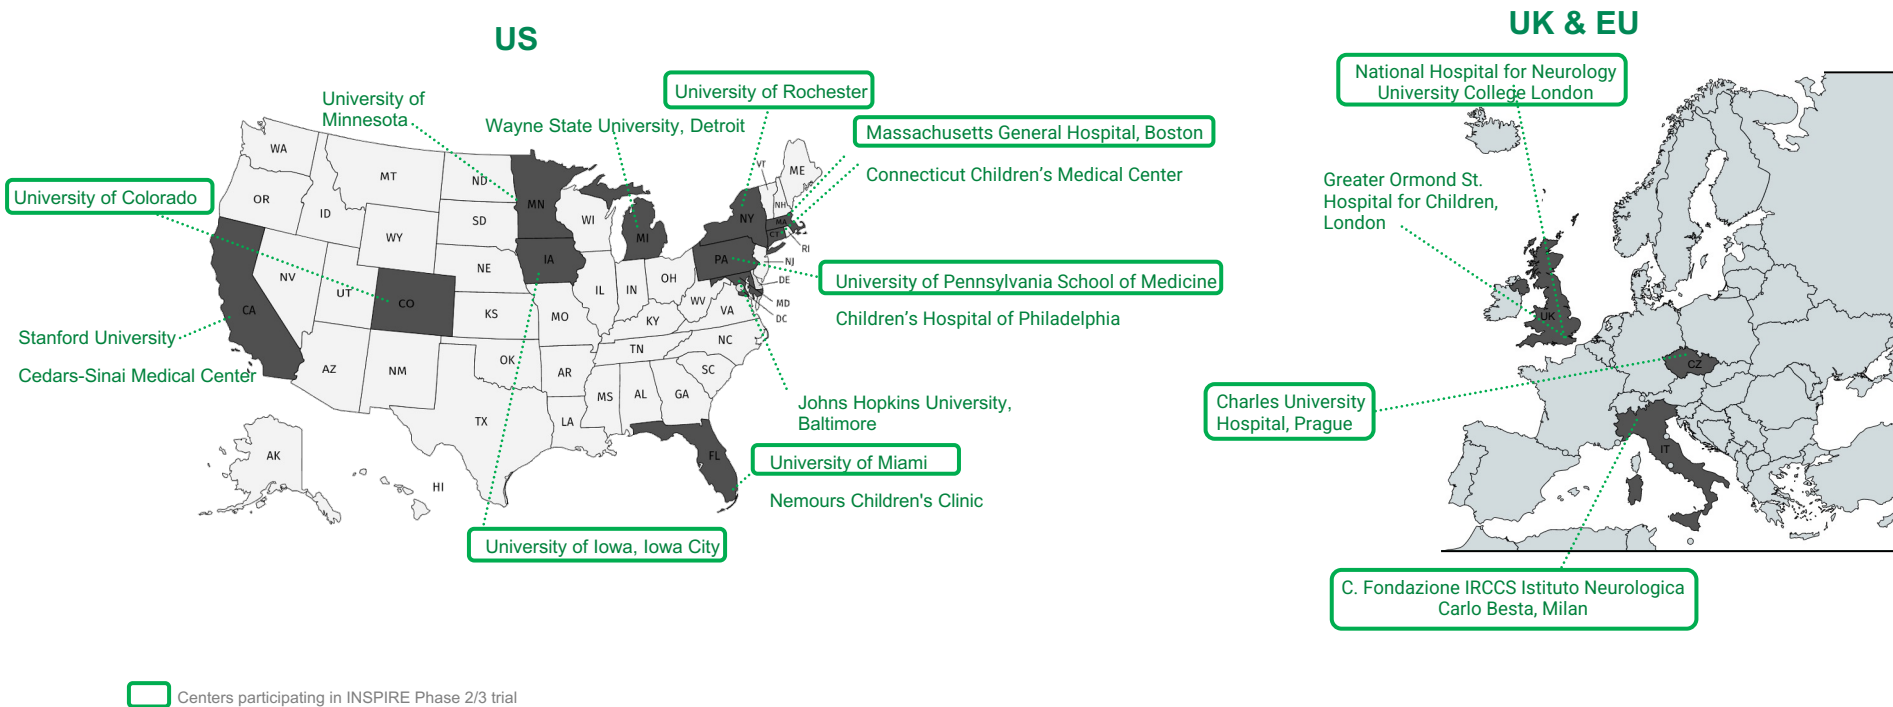 US
UK & EU
University of Rochester
University of
Minnesota
Wayne State University, Detroit
Massachusetts General Hospital, Boston
Connecticut Children's Medical Center
University of Colorado
University of Pennsylvania School of Medicine
Children's Hospital of Philadelphia
Stanford University
Cedars-Sinai Medical Center
Johns Hopkins University,
Baltimore
University of Miami
Nemours Children's Clinic
University of Iowa, Iowa City
WA
OR
ID
MT
ND
SD
WY
NE
NV
UT
CO
CA
AZ
NM
KS
OK
TX
MN
IA
WI
MI
IL
IN
OH
MO
AR
LA
MS
AL
GA
FL
TN
KY
WV
VA
NC
SC
PA
NY
VT
NH
ME
MA
CT
RI
NJ
DE
MD
DC
AK
HI
National Hospital for Neurology
University College London
Greater Ormond St.
Hospital for Children,
London
Charles University
Hospital, Prague
C. Fondazione IRCCS Istituto Neurologica
Carlo Besta, Milan
UK
CZ
IT
Centers participating in INSPIRE Phase 2/3 trial